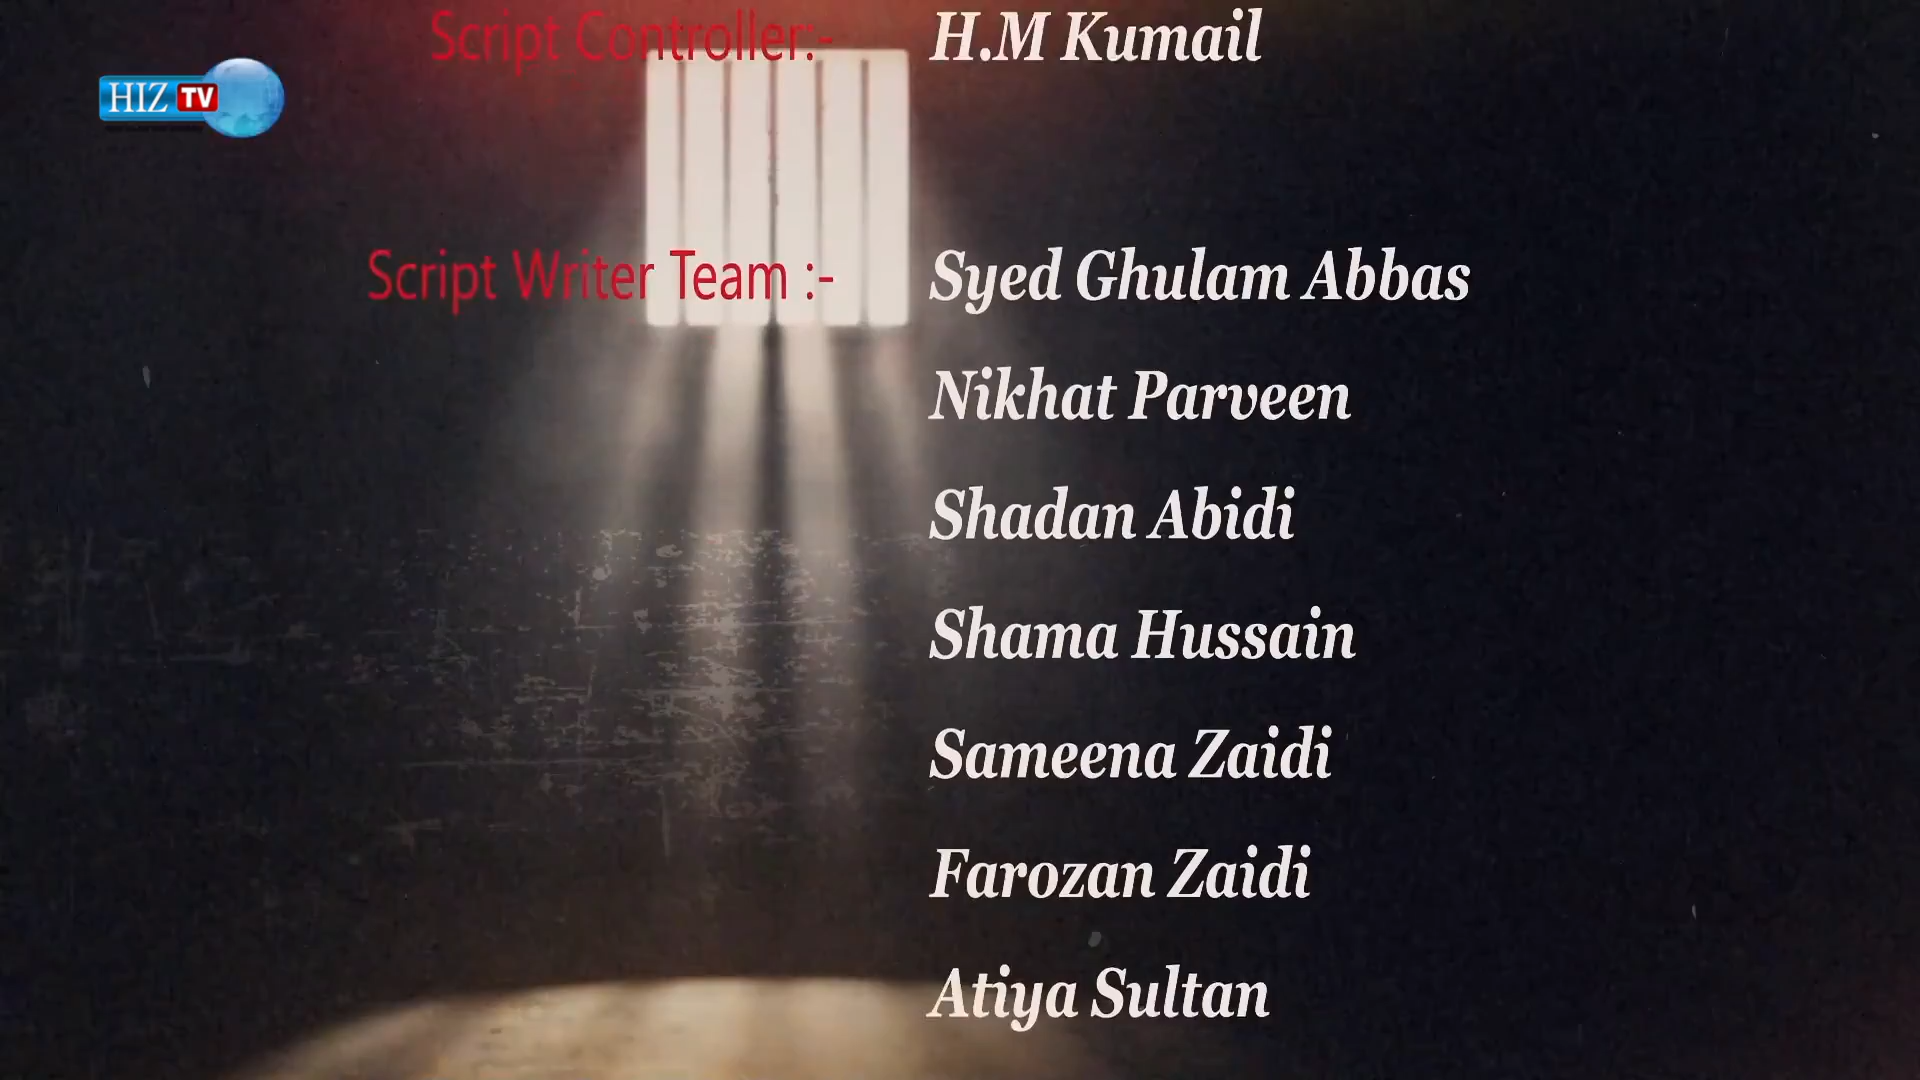 Script Controller:- H.M Kumail
HIZ TV
Script Writer Team :- Syed Ghulam Abbas
Nikhat Parveen
Shadan Abidi
Shama Hussain
Sameena Zaidi
Farozan Zaidi
Atiya Sultan